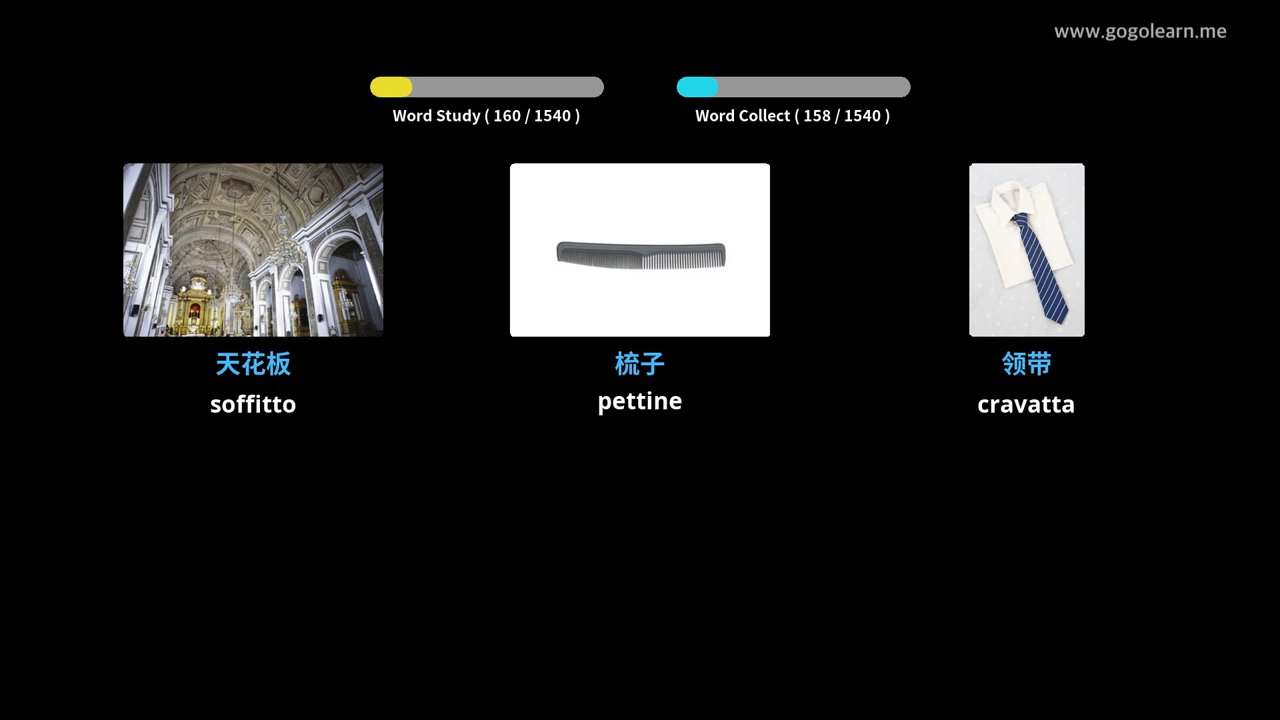 www.gogolearn.me
Word Study ( 160 / 1540 )
Word Collect ( 158 / 1540 )
天花板
soffitto
梳子
pettine
领带
cravatta